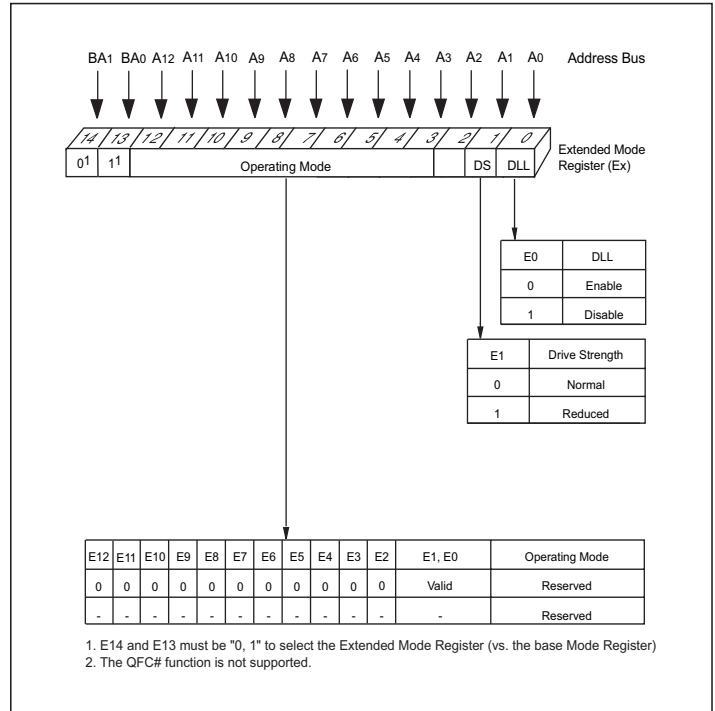 BA1 BA0 A12 A11 A10 A9 A8 A7 A6 A5 A4 A3 A2 A1 A0 Address Bus
14 13 12 11 10 9 8 7 6 5 4 3 2 1 0
Extended Mode
Register (Ex)
0¹ 1¹ Operating Mode DS DLL
E0 DLL
0 Enable
1 Disable
E1 Drive Strength
0 Normal
1 Reduced
E12 E11 E10 E9 E8 E7 E6 E5 E4 E3 E2 E1, E0 Operating Mode
0 0 0 0 0 0 0 0 0 0 0 Valid Reserved
- - - - - - - - - - - - Reserved
1. E14 and E13 must be "0, 1" to select the Extended Mode Register (vs. the base Mode Register)
2. The QFC# function is not supported.